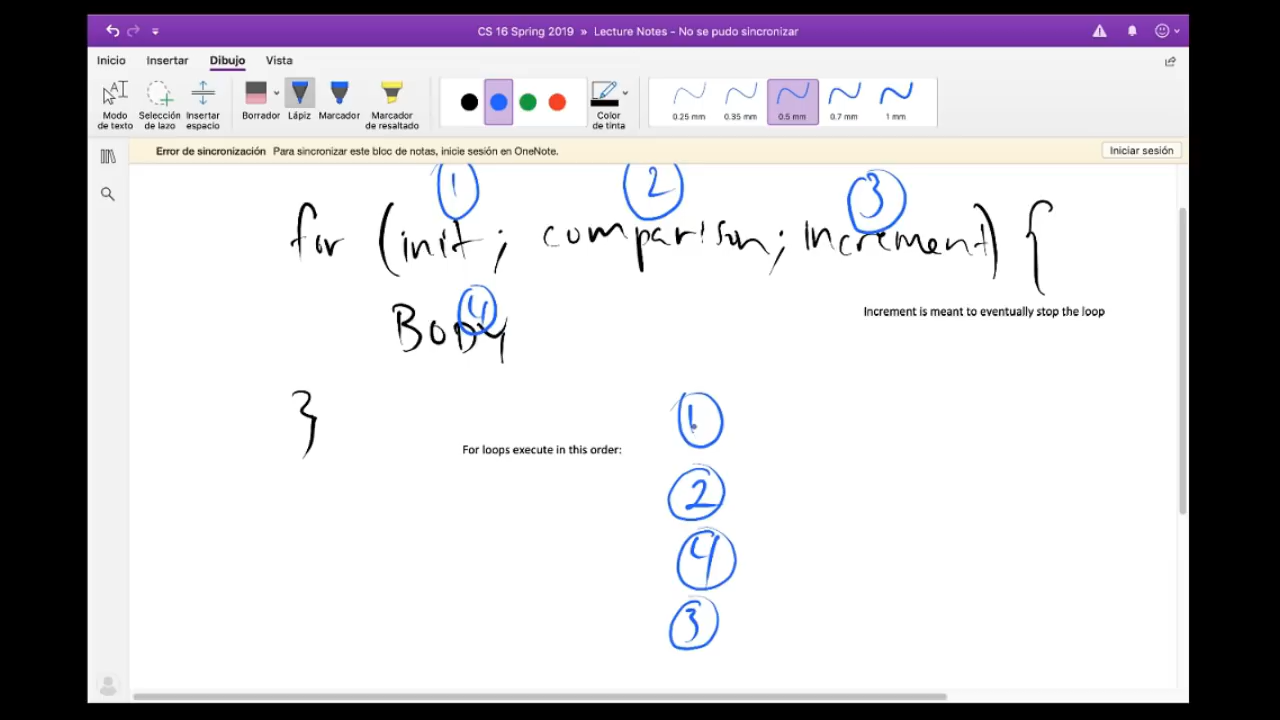 CS 16 Spring 2019 » Lecture Notes - No se pudo sincronizar
Inicio Insertar Dibujo Vista
Modo de texto
Selección de lazo
Insertar espacio
Borrador
Lápiz
Marcador
Marcador de resaltado
Color de tinta
0.25 mm 0.35 mm 0.5 mm 0.7 mm 1 mm
Error de sincronización Para sincronizar este bloc de notas, inicie sesión en OneNote. Iniciar sesión
1 2 3
for (init; comparison; increment) {
Increment is meant to eventually stop the loop
4
BODY
}
For loops execute in this order:
1
2
4
3